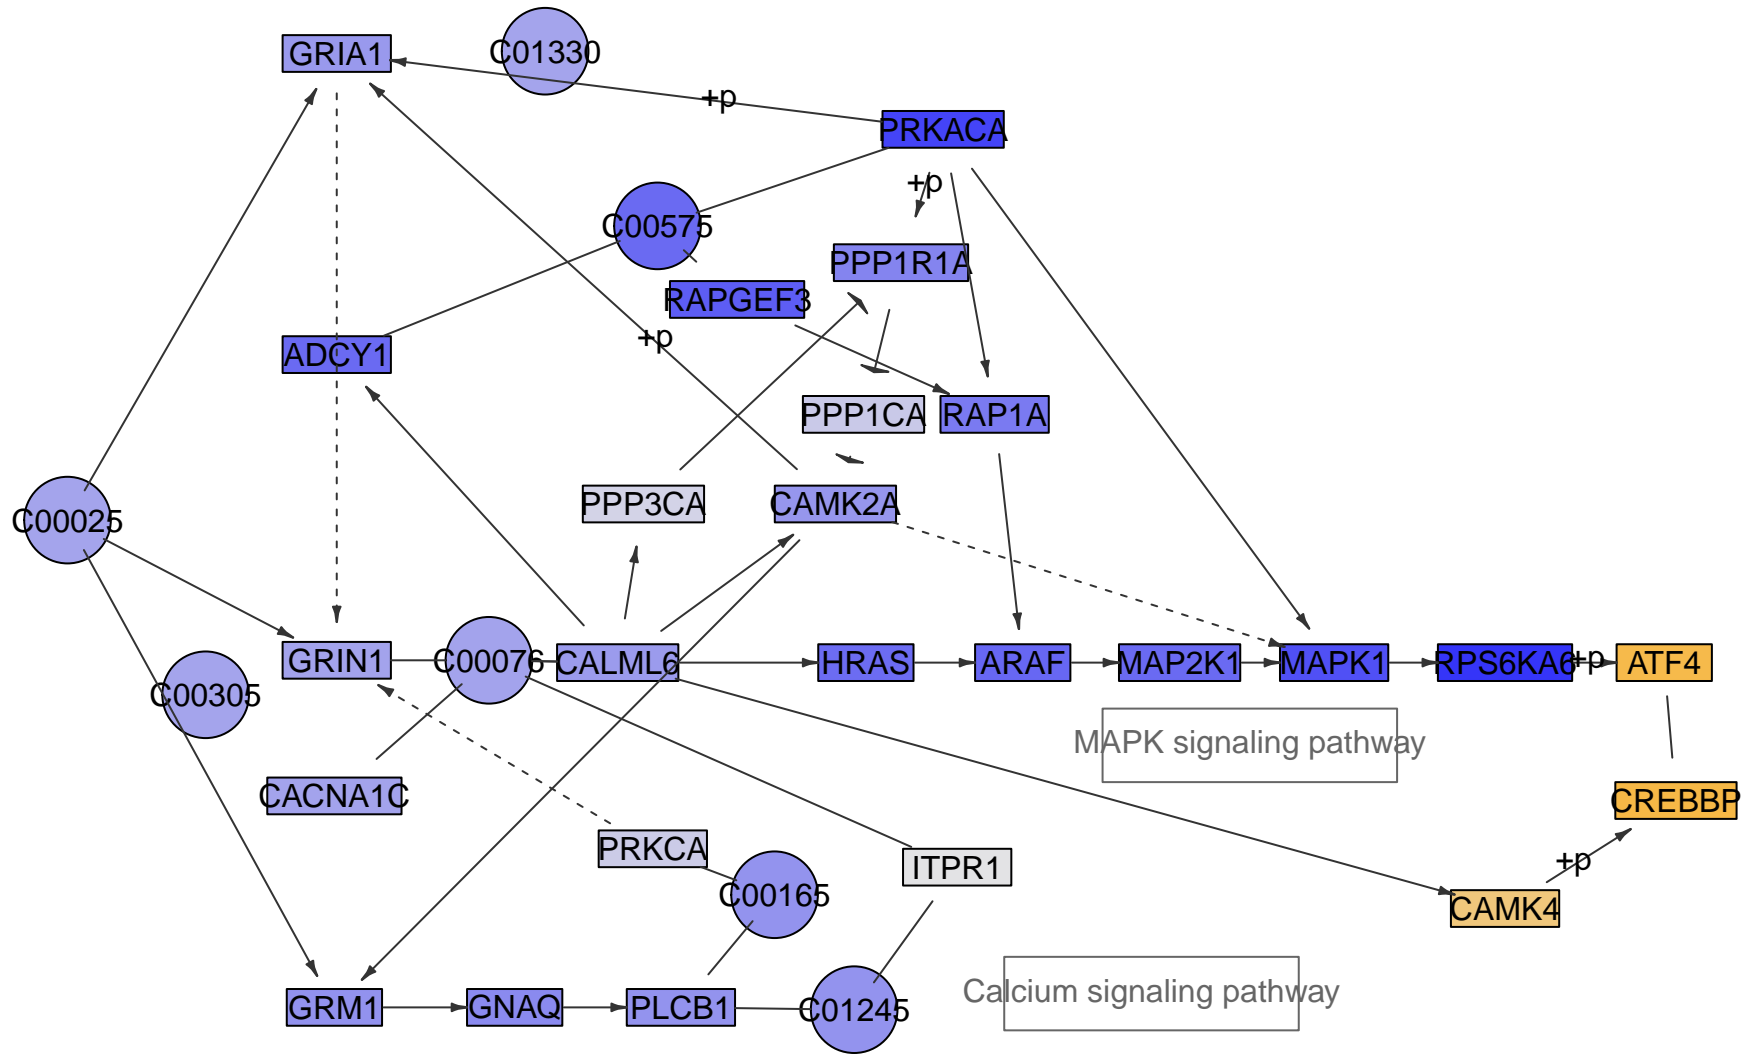 GRIA1
C01330
+p
PRKACA
+p
C00575
PPP1R1A
RAPGEF3
+p
ADCY1
PPP1CA
RAP1A
PPP3CA
CAMK2A
C00025
GRIN1
C00076
CALML6
HRAS
ARAF
MAP2K1
MAPK1
RPS6KA6
+p
ATF4
C00305
MAPK signaling pathway
CACNA1C
CREBBP
PRKCA
ITPR1
+p
C00165
CAMK4
Calcium signaling pathway
GRM1
GNAQ
PLCB1
C01245